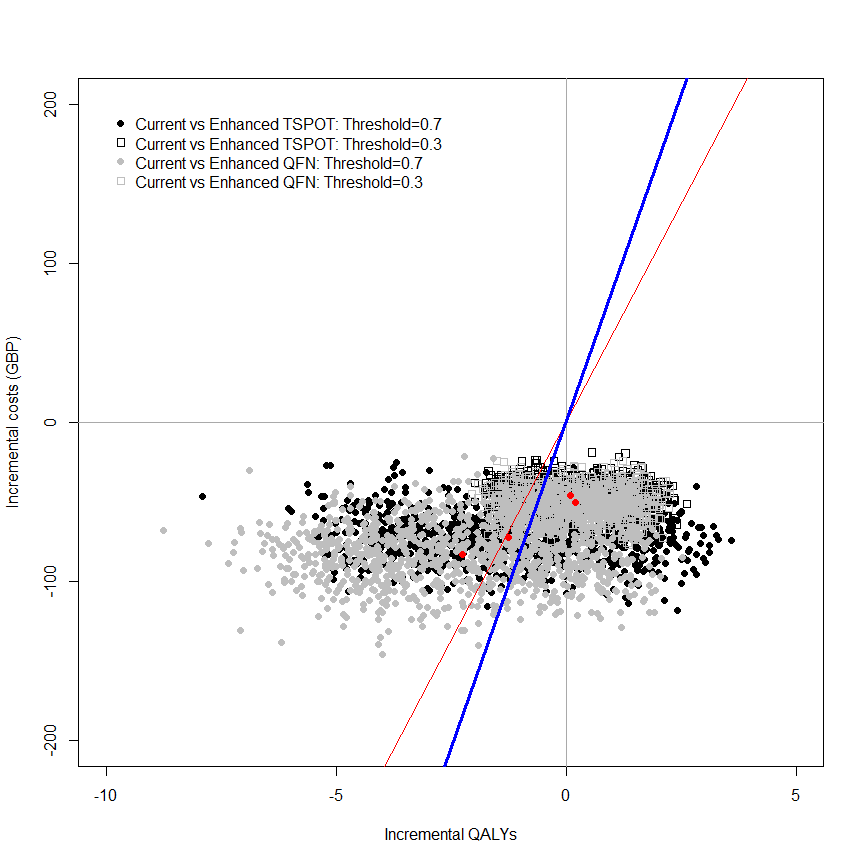 Current vs Enhanced TSPOT: Threshold=0.7
Current vs Enhanced TSPOT: Threshold=0.3
Current vs Enhanced QFN: Threshold=0.7
Current vs Enhanced QFN: Threshold=0.3
Incremental costs (GBP)
200
100
0
-100
-200
-10
-5
0
5
Incremental QALYs